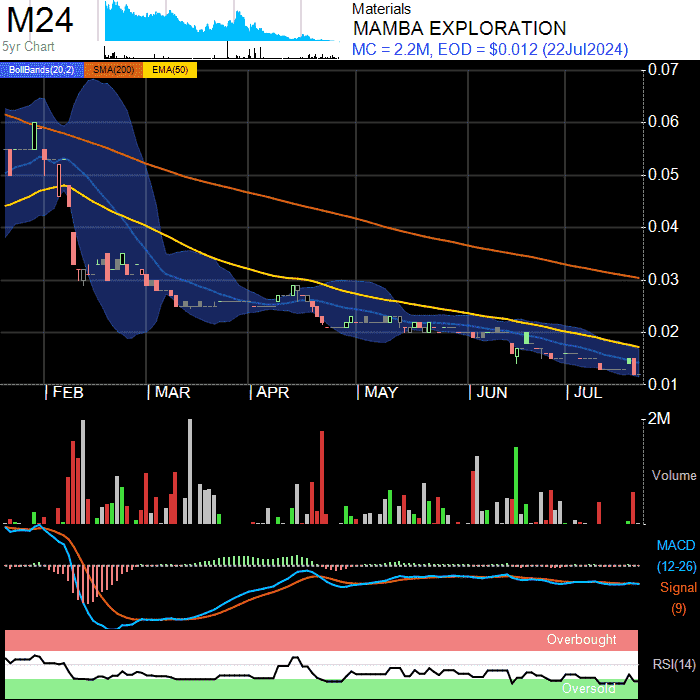 M24
5yr Chart
Materials
MAMBA EXPLORATION
MC = 2.2M, EOD = $0.012 (22Jul2024)
BollBands(20,2) SMA(200) EMA(50)
0.07
0.06
0.05
0.04
0.03
0.02
0.01
FEB MAR APR MAY JUN JUL
2M
Volume
MACD
(12-26)
Signal
(9)
Overbought
RSI(14)
Oversold